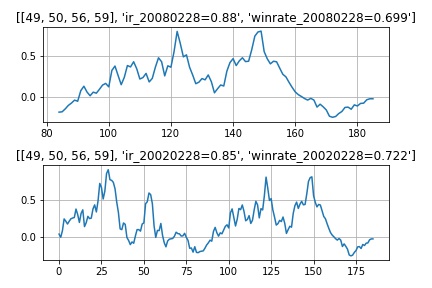 [[49, 50, 56, 59], 'ir_20080228=0.88', 'winrate_20080228=0.699']
0.5
0.0
80 100 120 140 160 180
[[49, 50, 56, 59], 'ir_20020228=0.85', 'winrate_20020228=0.722']
0.5
0.0
0 25 50 75 100 125 150 175